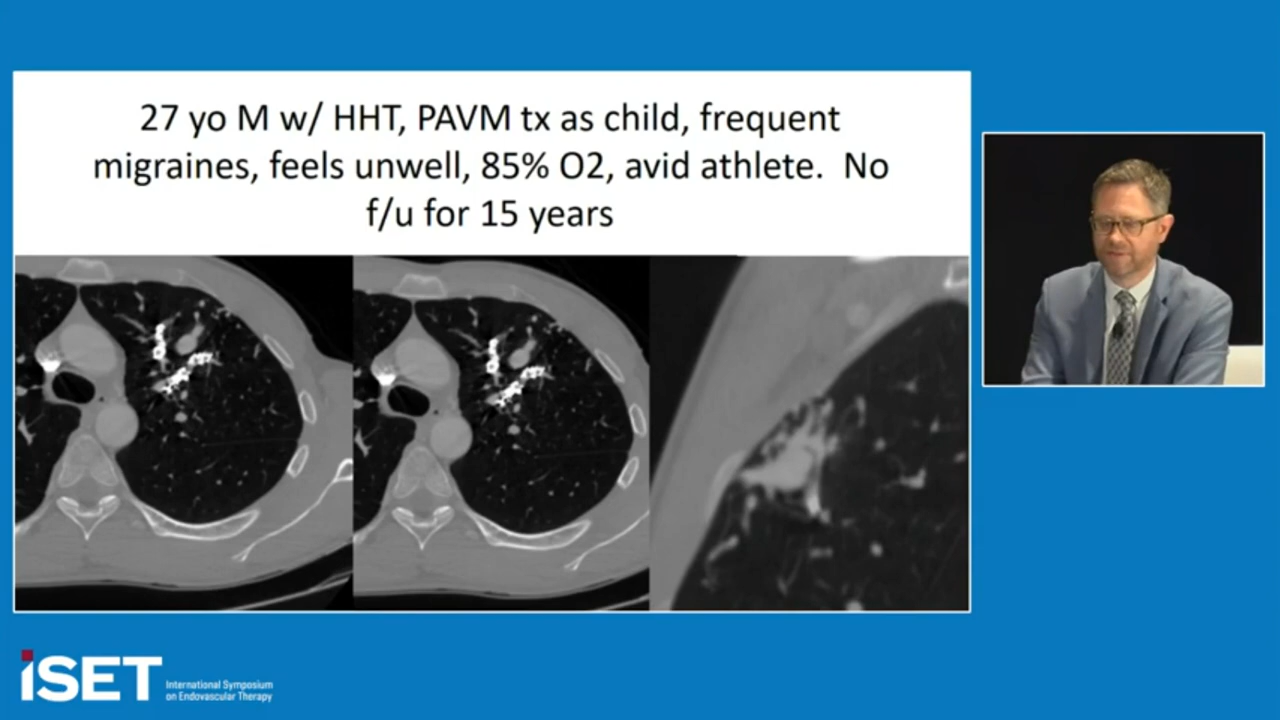 27 yo M w/ HHT, PAVM tx as child, frequent
migraines, feels unwell, 85% O2, avid athlete.  No
f/u for 15 years
iSET
International Symposium
on Endovascular Therapy